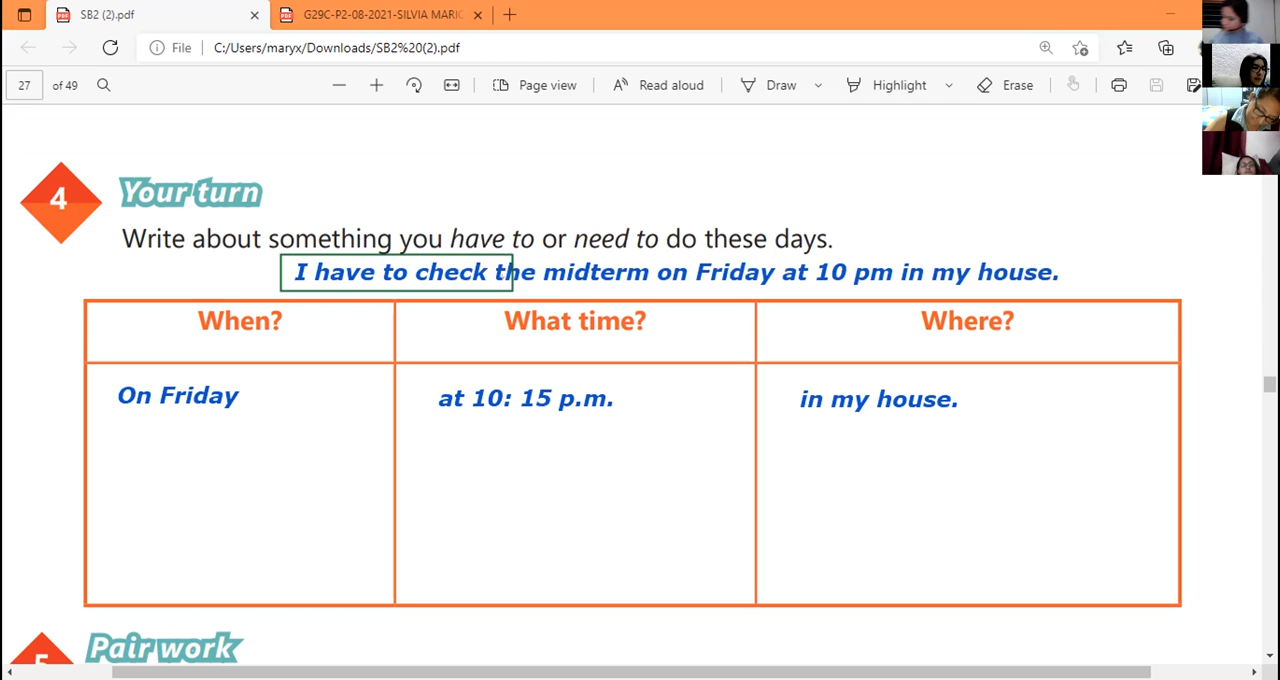 SB2 (2).pdf
G29C-P2-08-2021-SILVIA MARIC
File
C:/Users/maryx/Downloads/SB2%20(2).pdf
27 of 49
Page view
Read aloud
Draw
Highlight
Erase
4
Your turn
Write about something you have to or need to do these days.
I have to check the midterm on Friday at 10 pm in my house.
When? What time? Where?
On Friday at 10: 15 p.m. in my house.
5
Pair work